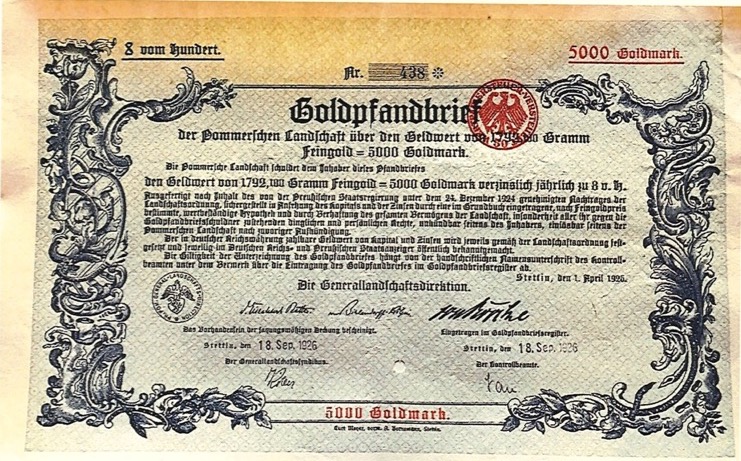 8 vom Hundert.
5000 Goldmark.
Nr. 438 *
Goldpfandbrief
der Pommerschen Landschaft über den Geldwert von 1792,
Gramm
Feingold = 5000 Goldmark.
Die Pommersche Landschaft schuldet dem Inhaber dieses Pfandbriefes
den Geldwert von 1792, Gramm Feingold = 5000 Goldmark verzinslich jährlich zu 8 v. H.
Ausgefertigt nach Inhalt des von der Preußischen Staatsregierung unter dem 24. Dezember 1924 genehmigten Nachtrages der
Landschaftsordnung, sichergestellt in Ansehung des Kapitals und der Zinsen durch eine im Grundbuch eingetragene, nach Feingoldpreis
bestimmte, wertbeständige Hypothek und durch Verhaftung des gesamten Vermögens der Landschaft, insonderheit aller ihr gegen die
Goldpfandbriefschuldner zustehenden dinglichen und persönlichen Rechte, unkündbar seitens des Inhabers, einlösbar seitens der
Pommerschen Landschaft nach zuvoriger Aufkündigung.
Der in deutscher Reichswährung zahlbare Geldwert von Kapital und Zinsen wird jeweils gemäß der Landschaftsordnung fest-
gesetzt und jeweilig im Deutschen Reichs- und Preußischen Staatsanzeiger öffentlich bekanntgemacht.
Die Gültigkeit der Unterzeichnung des Goldpfandbriefes hängt von der handschriftlichen Namensunterschrift des Kontroll-
beamten unter dem Vermerk über die Eintragung des Goldpfandbriefes im Goldpfandbriefsregister ab.
Stettin, den 1. April 1926.
Die Generallandschaftsdirektion.
Das Vorhandensein der satzungsmäßigen Deckung bescheinigt.
Eingetragen im Goldpfandbriefsregister.
Stettin, den 18. Sep. 1926
Stettin, den 18. Sep. 1926
Der Generallandschaftssyndikus.
Der Kontrollbeamte.
5000 Goldmark.